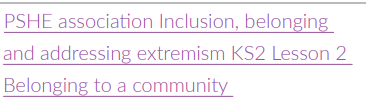 PSHE association Inclusion, belonging
and addressing extremism KS2 Lesson 2
Belonging to a community